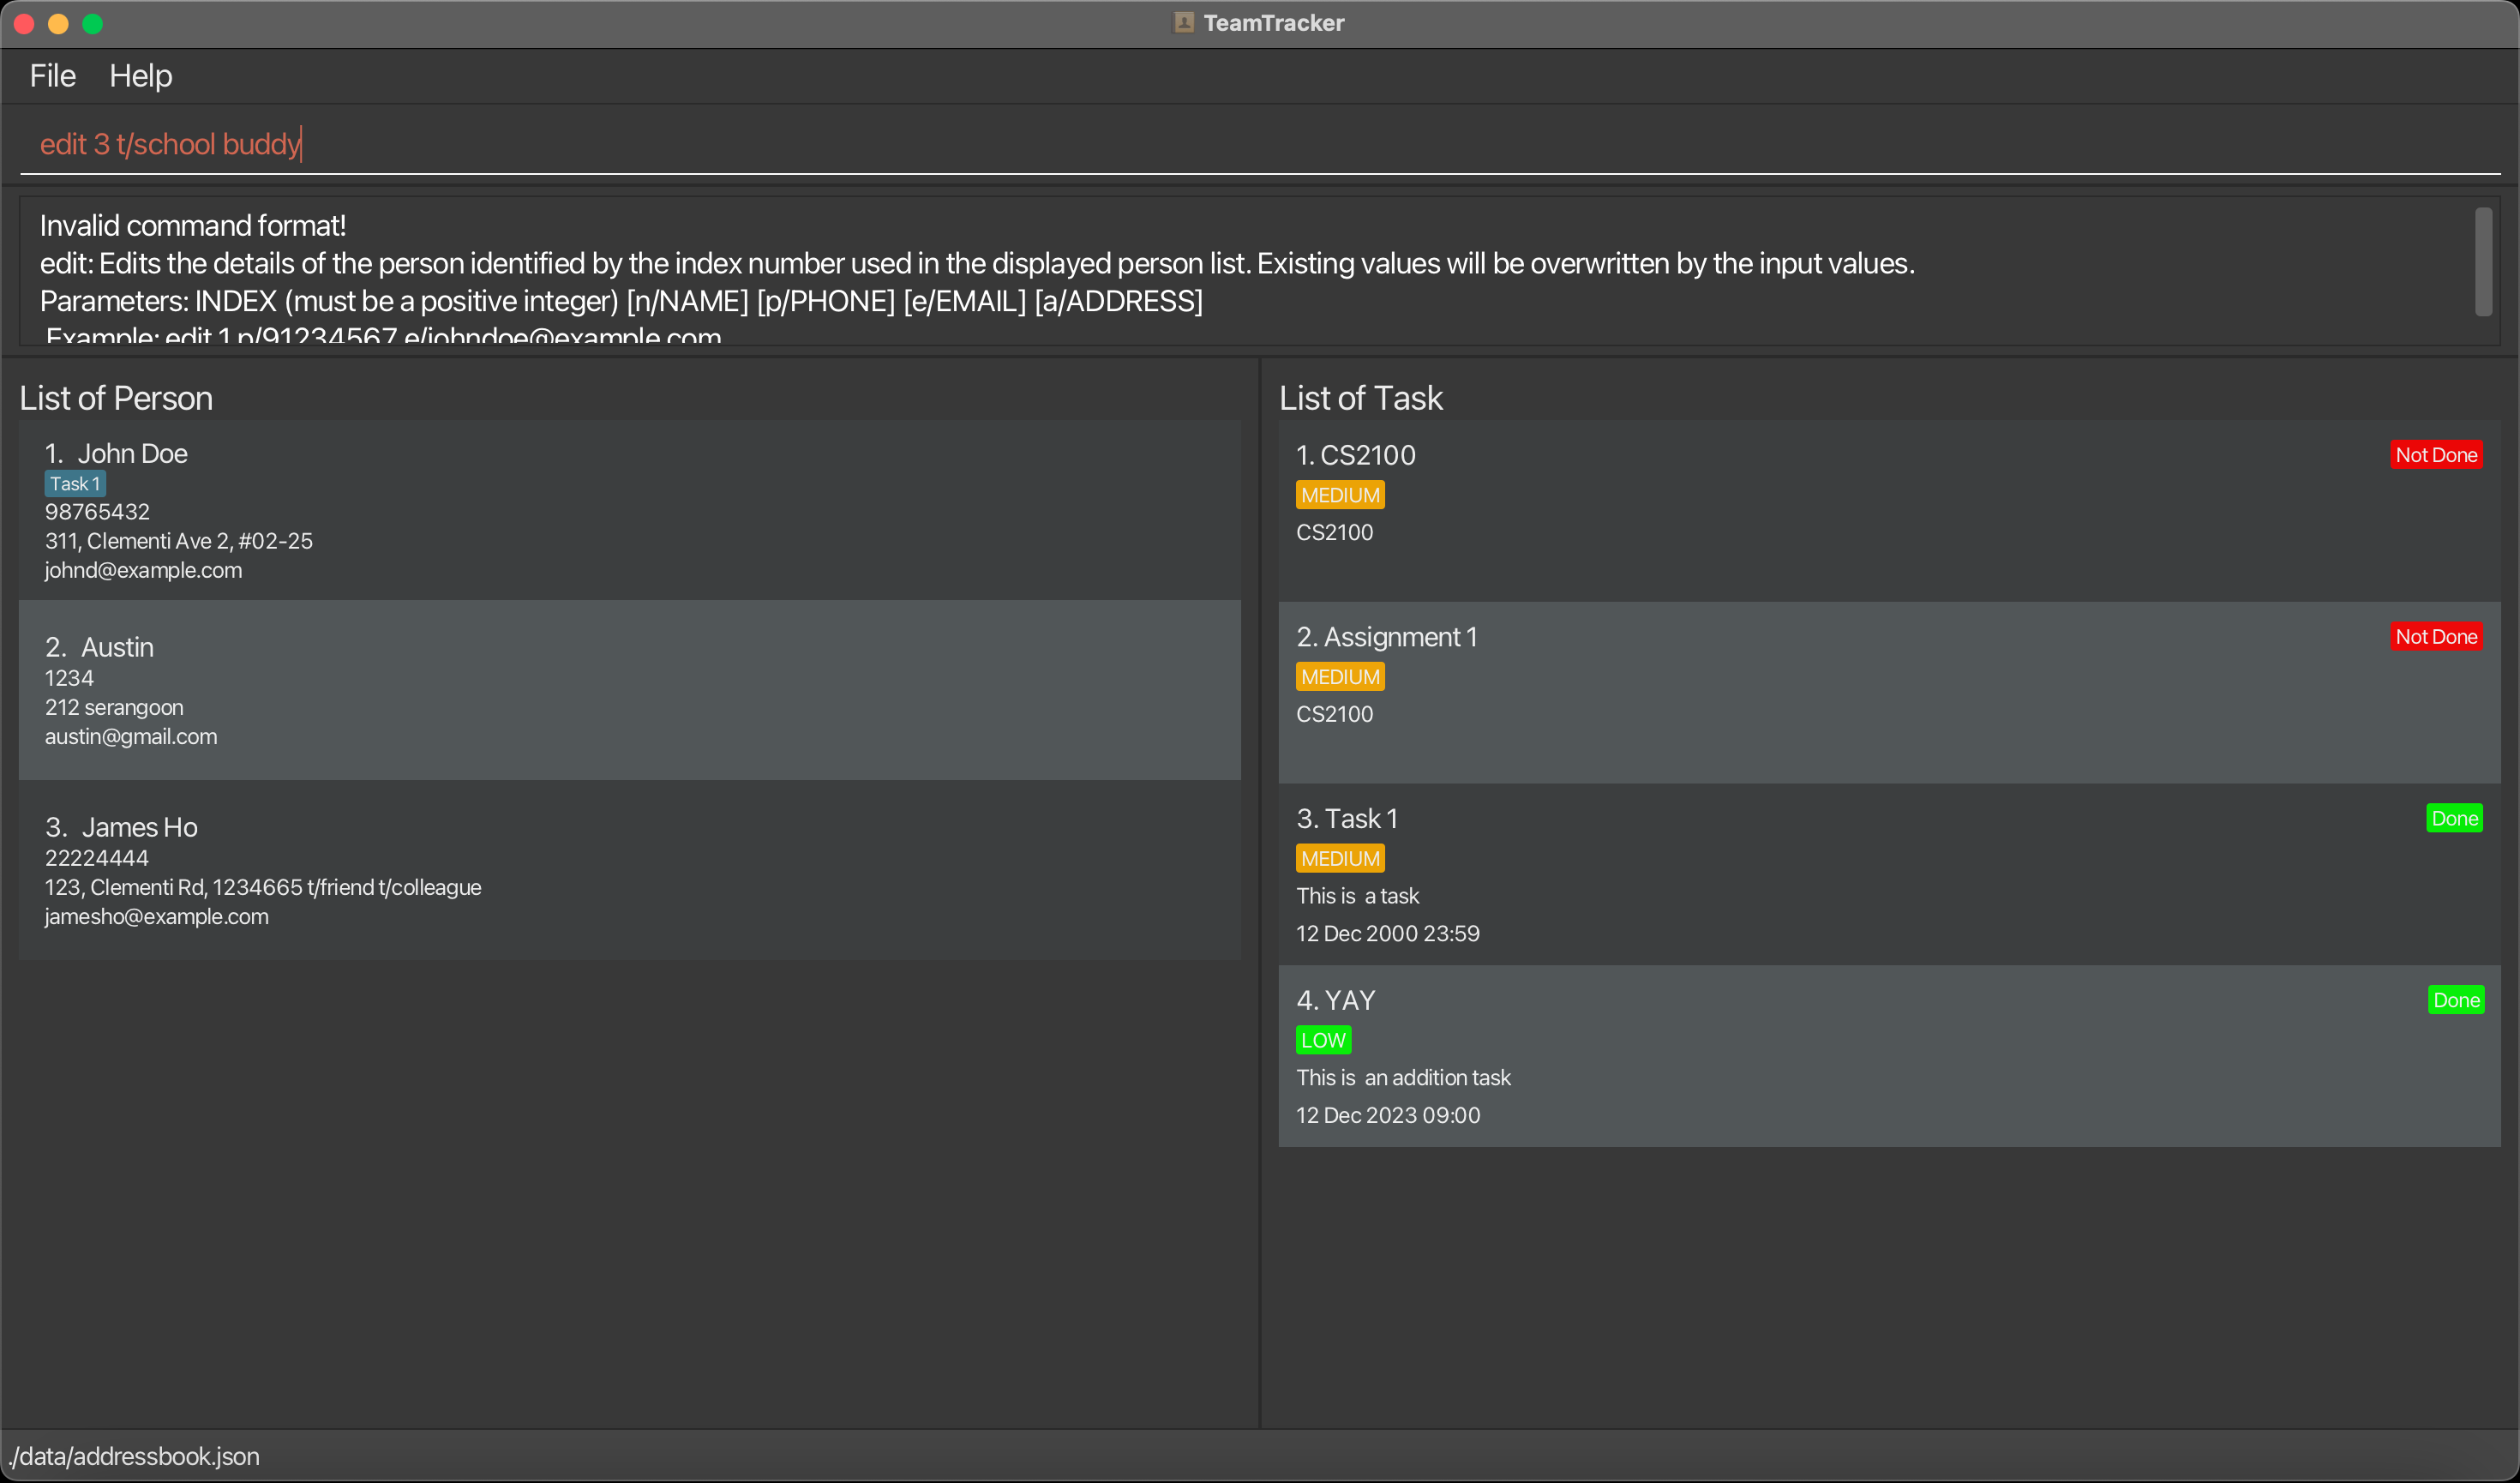 TeamTracker
File Help
edit 3 t/school buddy
Invalid command format!
edit: Edits the details of the person identified by the index number used in the displayed person list. Existing values will be overwritten by the input values.
Parameters: INDEX (must be a positive integer) [n/NAME] [p/PHONE] [e/EMAIL] [a/ADDRESS]
Example: edit 1 p/91234567 e/johndoe@example.com
List of Person
1. John Doe
Task 1
98765432
311, Clementi Ave 2, #02-25
johnd@example.com
2. Austin
1234
212 serangoon
austin@gmail.com
3. James Ho
22224444
123, Clementi Rd, 1234665 t/friend t/colleague
jamesho@example.com
List of Task
1. CS2100
Not Done
MEDIUM
CS2100
2. Assignment 1
Not Done
MEDIUM
CS2100
3. Task 1
Done
MEDIUM
This is  a task
12 Dec 2000 23:59
4. YAY
Done
LOW
This is  an addition task
12 Dec 2023 09:00
./data/addressbook.json